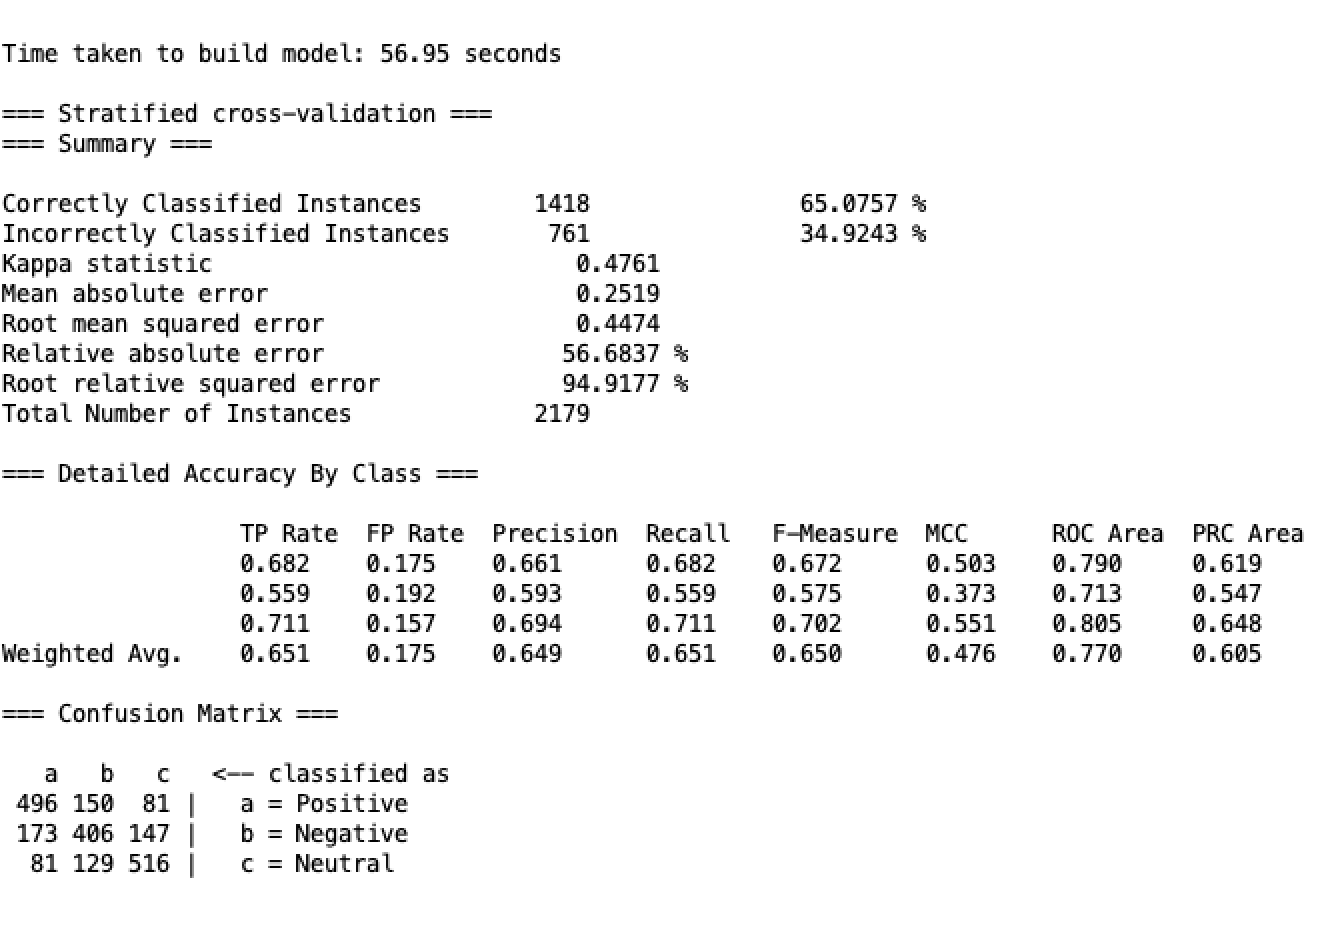 Time taken to build model: 56.95 seconds
=== Stratified cross-validation ===
=== Summary ===
Correctly Classified Instances 1418 65.0757 %
Incorrectly Classified Instances 761 34.9243 %
Kappa statistic 0.4761
Mean absolute error 0.2519
Root mean squared error 0.4474
Relative absolute error 56.6837 %
Root relative squared error 94.9177 %
Total Number of Instances 2179
=== Detailed Accuracy By Class ===
TP Rate FP Rate Precision Recall F-Measure MCC ROC Area PRC Area
0.682 0.175 0.661 0.682 0.672 0.503 0.790 0.619
0.559 0.192 0.593 0.559 0.575 0.373 0.713 0.547
0.711 0.157 0.694 0.711 0.702 0.551 0.805 0.648
Weighted Avg. 0.651 0.175 0.649 0.651 0.650 0.476 0.770 0.605
=== Confusion Matrix ===
a b c <-- classified as
496 150 81 | a = Positive
173 406 147 | b = Negative
81 129 516 | c = Neutral